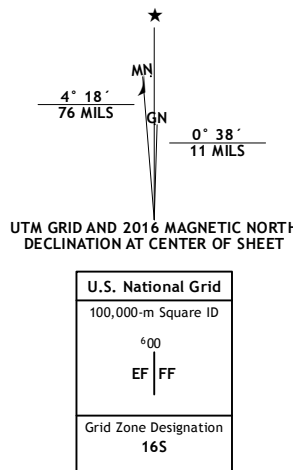 ★
MN
4° 18´
76 MILS
GN
0° 38´
11 MILS
UTM GRID AND 2016 MAGNETIC NORTH
DECLINATION AT CENTER OF SHEET
U.S. National Grid
100,000-m Square ID
⁶00
EF FF
Grid Zone Designation
16S